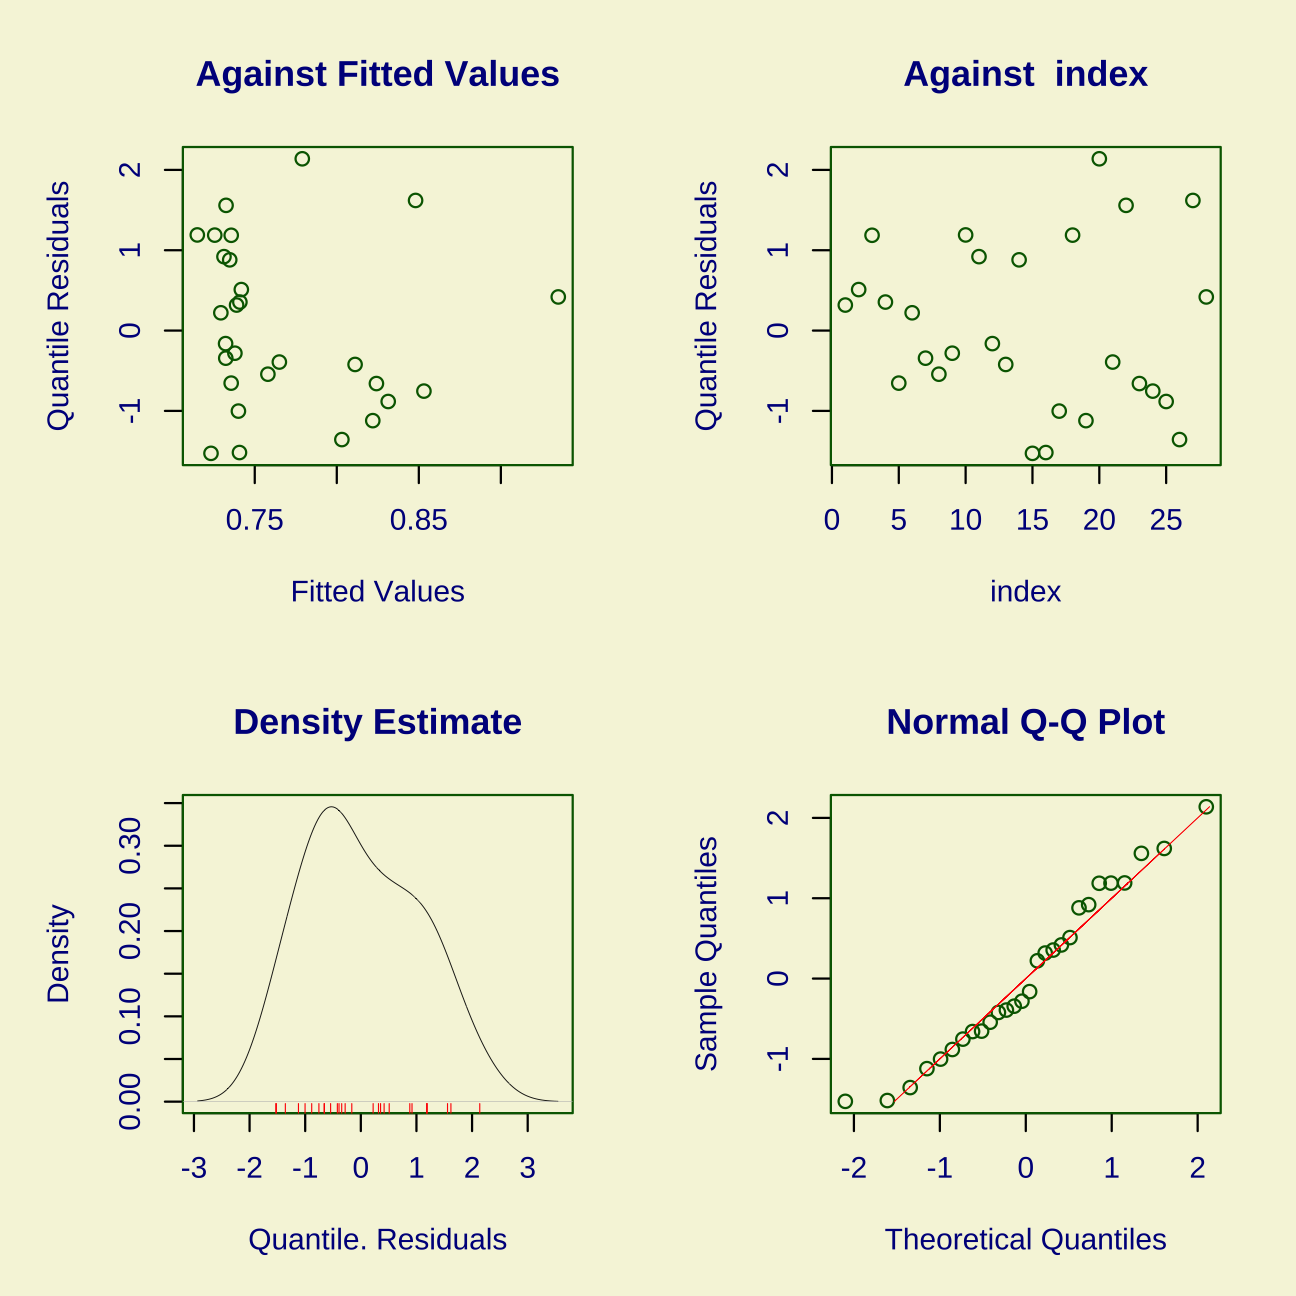 Against Fitted Values
Quantile Residuals
2
1
0
-1
0.75 0.85
Fitted Values
Against  index
Quantile Residuals
2
1
0
-1
0 5 10 15 20 25
index
Density Estimate
Density
0.30
0.20
0.10
0.00
-3 -2 -1 0 1 2 3
Quantile. Residuals
Normal Q-Q Plot
Sample Quantiles
2
1
0
-1
-2 -1 0 1 2
Theoretical Quantiles